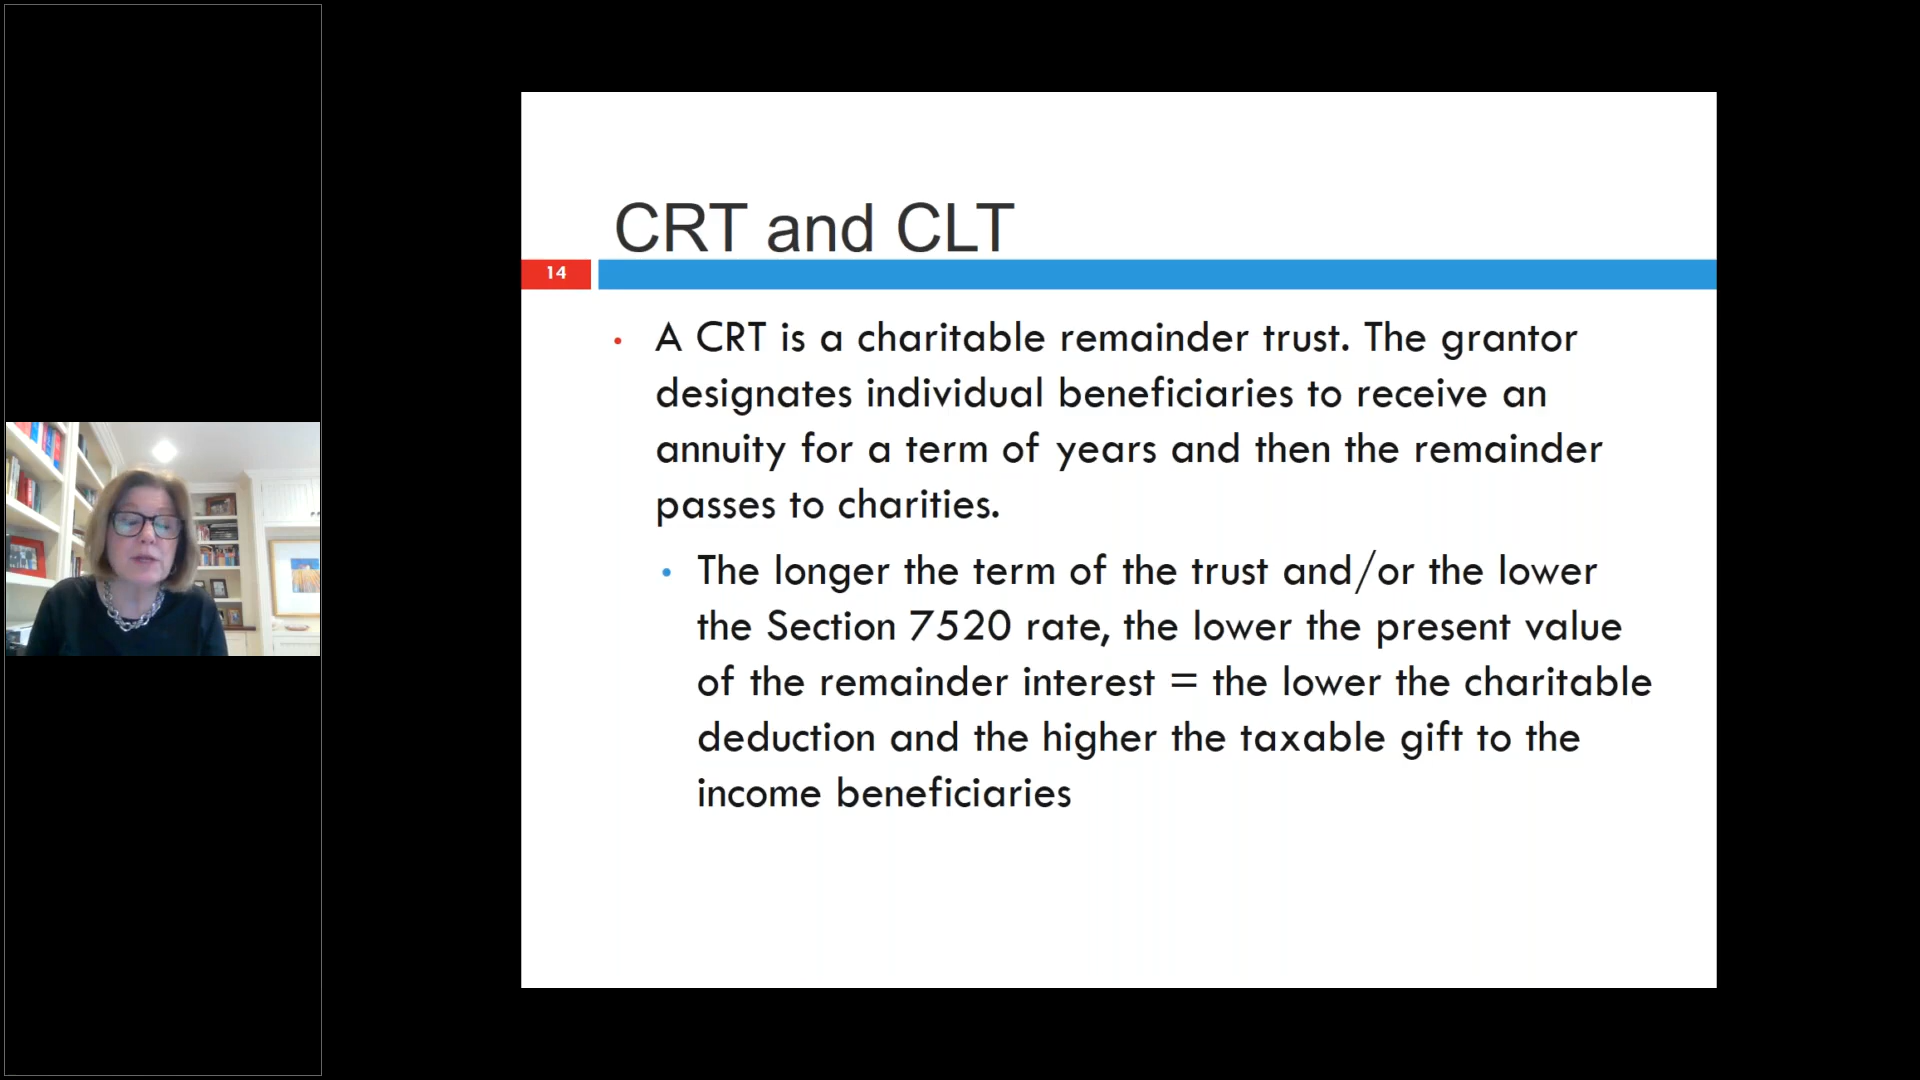 CRT and CLT
14
• A CRT is a charitable remainder trust. The grantor
designates individual beneficiaries to receive an
annuity for a term of years and then the remainder
passes to charities.
• The longer the term of the trust and/or the lower
the Section 7520 rate, the lower the present value
of the remainder interest = the lower the charitable
deduction and the higher the taxable gift to the
income beneficiaries